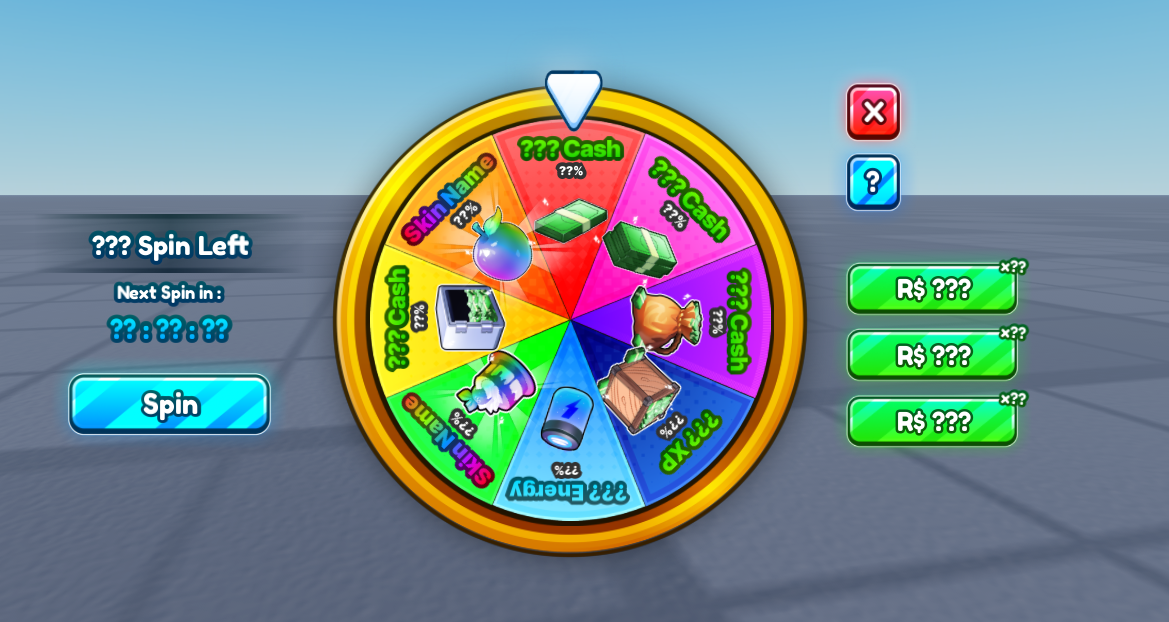 ??? Spin Left
Next Spin in :
?? : ?? : ??
Spin
??? Cash
??%
??? Cash
??%
??? Cash
??%
??? XP
??%
??? Energy
??%
Skin Name
??%
??? Cash
??%
Skin Name
??%
X
?
R$ ???
x??
R$ ???
x??
R$ ???
x??